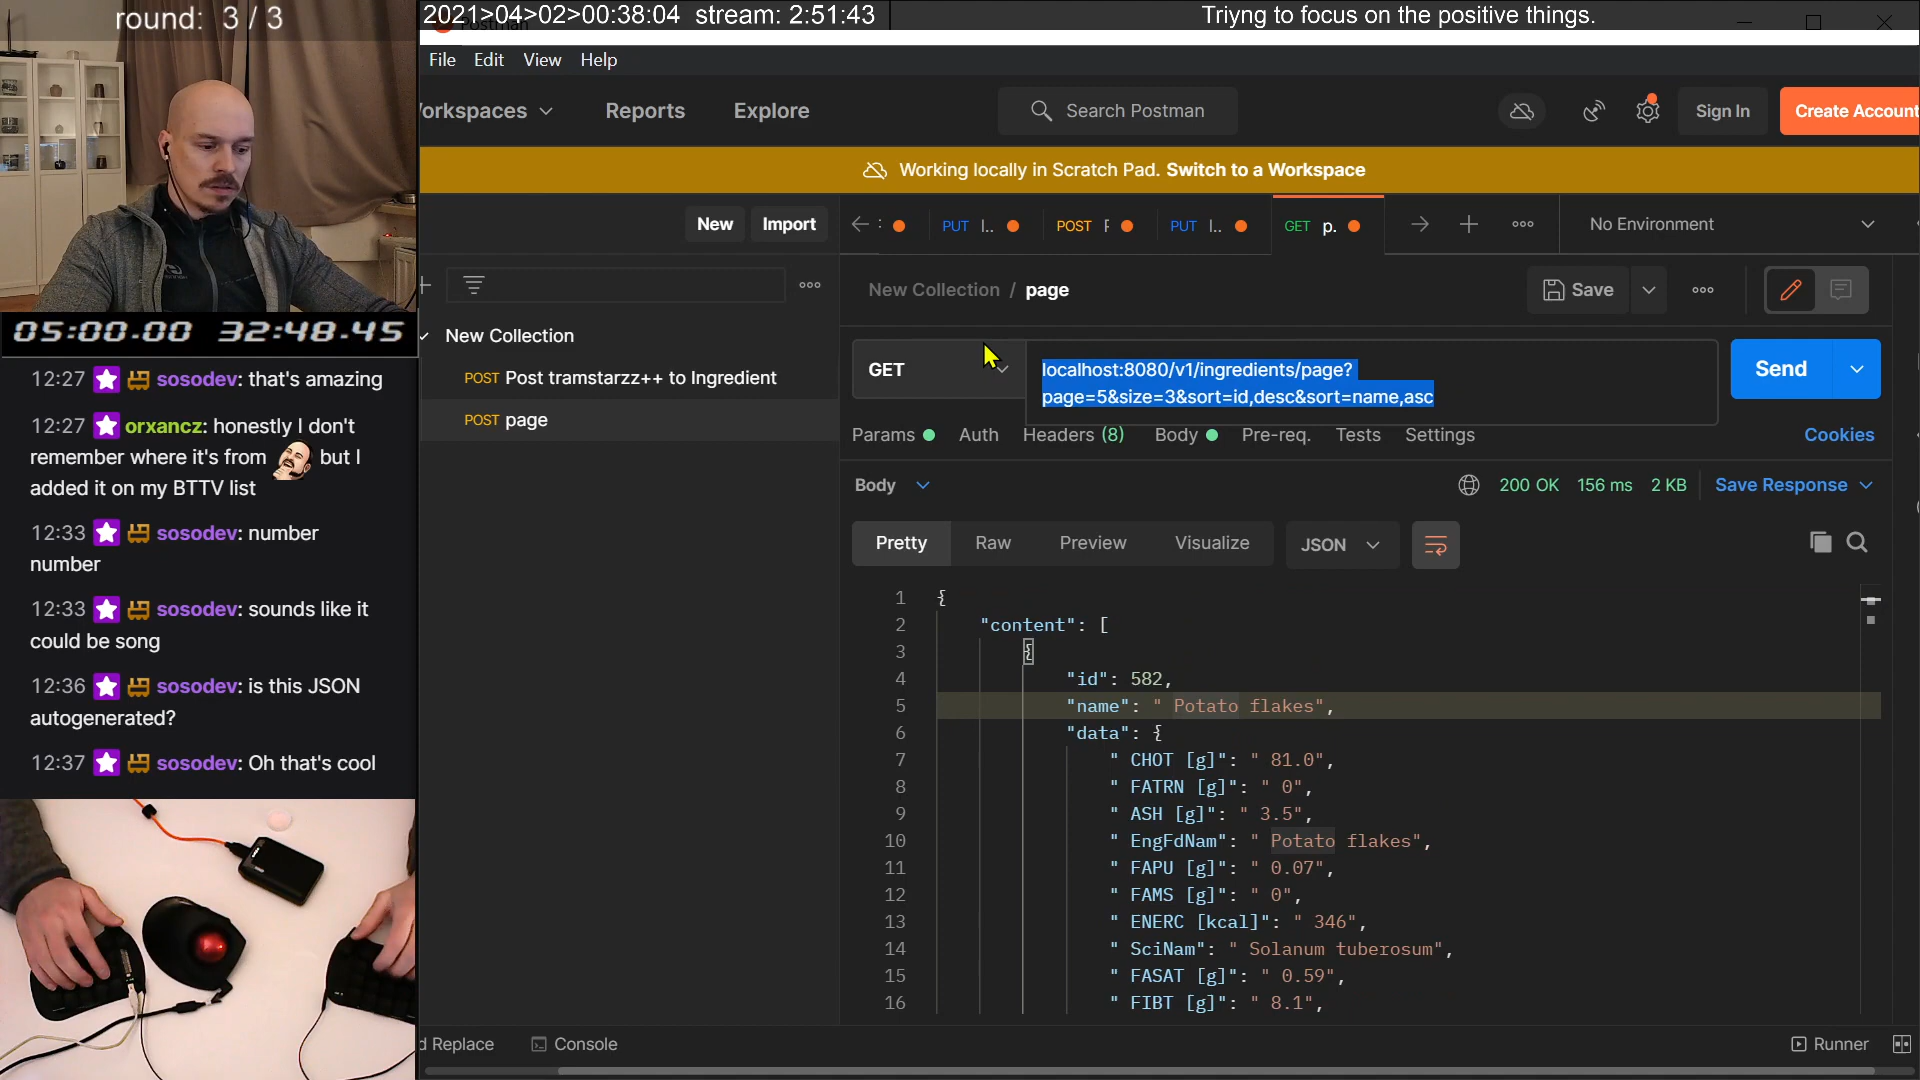 round: 3 / 3
2021>04>02>00:38:04 stream: 2:51:43
Triyng to focus on the positive things.
File Edit View Help
orkspaces Reports Explore
Search Postman
Sign In
Create Account
Working locally in Scratch Pad. Switch to a Workspace
New Import
PUT l.. POST PUT l.. GET p.
No Environment
New Collection / page
Save
New Collection
POST Post tramstarzz++ to Ingredient
POST page
GET
localhost:8080/v1/ingredients/page?
page=5&size=3&sort=id,desc&sort=name,asc
Send
Params Auth Headers (8) Body Pre-req. Tests Settings Cookies
Body 200 OK 156 ms 2 KB Save Response
Pretty Raw Preview Visualize JSON
1 {
2 "content": [
3 {
4 "id": 582,
5 "name": " Potato flakes",
6 "data": {
7 " CHOT [g]": " 81.0",
8 " FATRN [g]": " 0",
9 " ASH [g]": " 3.5",
10 " EngFdNam": " Potato flakes",
11 " FAPU [g]": " 0.07",
12 " FAMS [g]": " 0",
13 " ENERC [kcal]": " 346",
14 " SciNam": " Solanum tuberosum",
15 " FASAT [g]": " 0.59",
16 " FIBT [g]": " 8.1",
d Replace Console Runner
05:00.00 32:48.45
12:27 sosodev: that's amazing
12:27 orxancz: honestly I don't
remember where it's from but I
added it on my BTTV list
12:33 sosodev: number
number
12:33 sosodev: sounds like it
could be song
12:36 sosodev: is this JSON
autogenerated?
12:37 sosodev: Oh that's cool